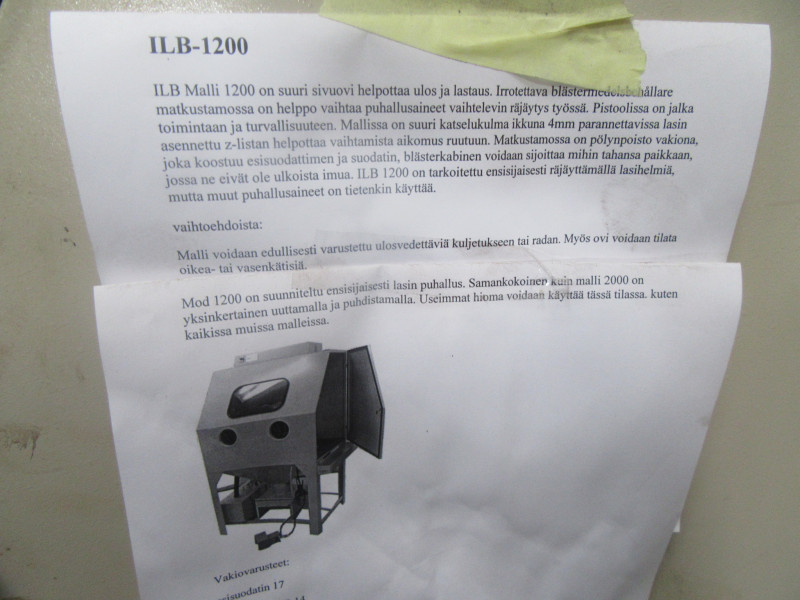 ILB-1200
ILB Malli 1200 on suuri sivuovi helpottaa ulos ja lastaus. Irrotettava blästermedelsbehållare
matkustamossa on helppo vaihtaa puhallusaineet vaihtelevin räjäytys työssä. Pistoolissa on jalka
toimintaan ja turvallisuuteen. Mallissa on suuri katselukulma ikkuna 4mm parannettavissa lasin
asennettu z-listan helpottaa vaihtamista aikomus ruutuun. Matkustamossa on pölynpoisto vakiona,
joka koostuu esisuodattimen ja suodatin, blästerkabinen voidaan sijoittaa mihin tahansa paikkaan,
jossa ne eivät ole ulkoista imua. ILB 1200 on tarkoitettu ensisijaisesti räjäyttämällä lasihelmiä,
mutta muut puhallusaineet on tietenkin käyttää.
vaihtoehdoista:
Malli voidaan edullisesti varustettu ulosvedettäviä kuljetukseen tai radan. Myös ovi voidaan tilata
oikea- tai vasenkätisiä.
Mod 1200 on suunniteltu ensisijaisesti lasin puhallus. Samankokoinen kuin malli 2000 on
yksinkertainen uuttamalla ja puhdistamalla. Useimmat hioma voidaan käyttää tässä tilassa. kuten
kaikissa muissa malleissa.
Vakiovarusteet:
esisuodatin 17